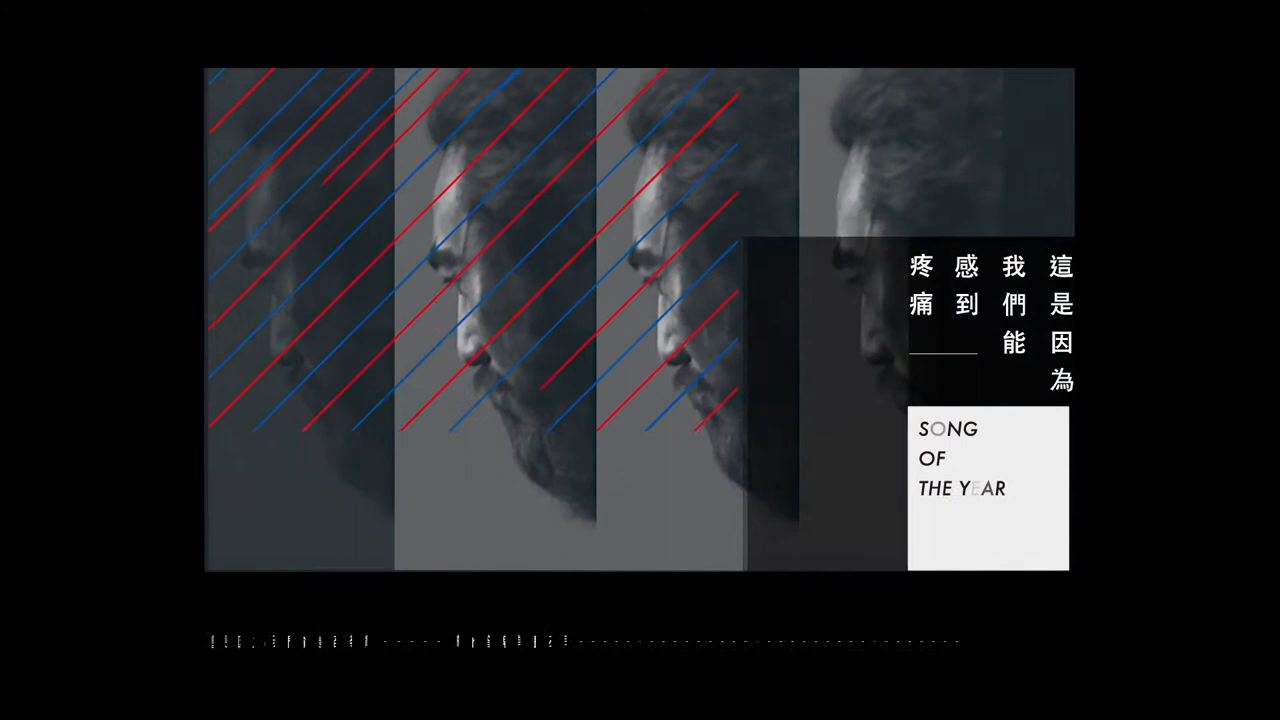 這是因為
我們能
感到
疼痛
SONG
OF
THE YEAR